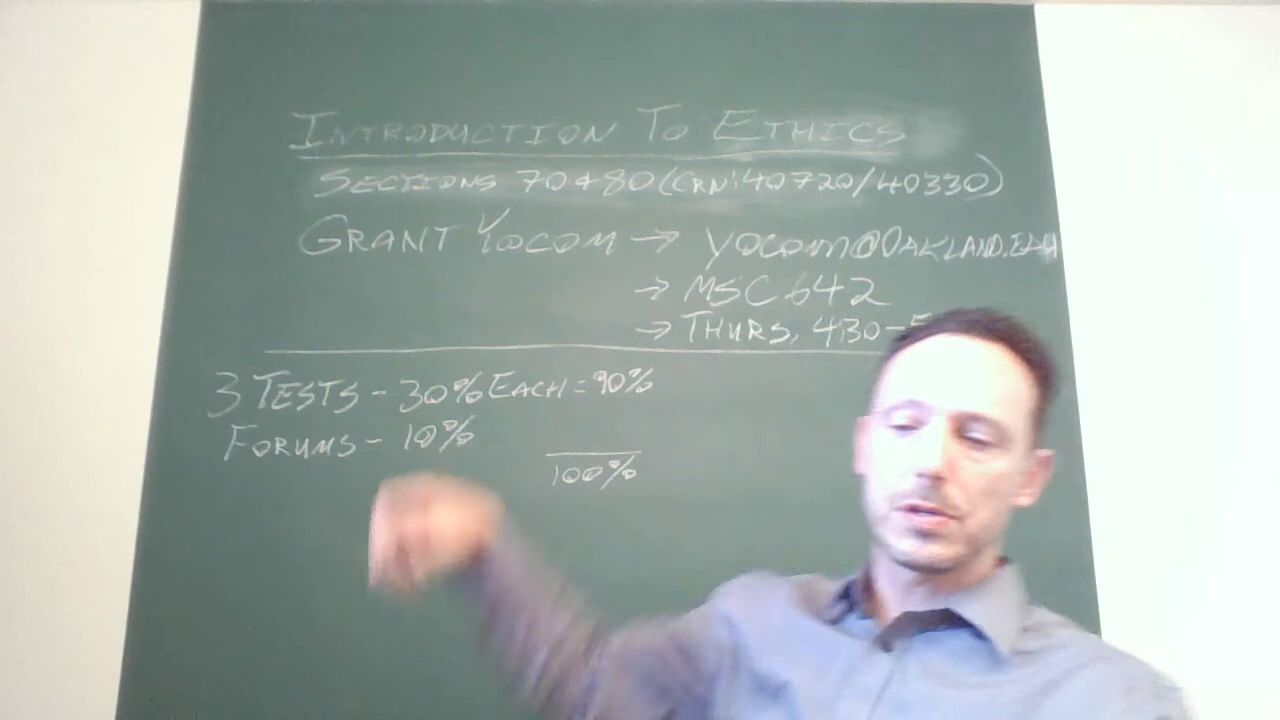 INTRODUCTION TO ETHICS
SECTIONS 70 & 80 (CRN: 40720/40330)
GRANT YOCOM → YOCOM@OAKLAND.EDU
→ MSC 642
→ THURS, 430-5
3 TESTS - 30% EACH = 90%
FORUMS - 10%
100%